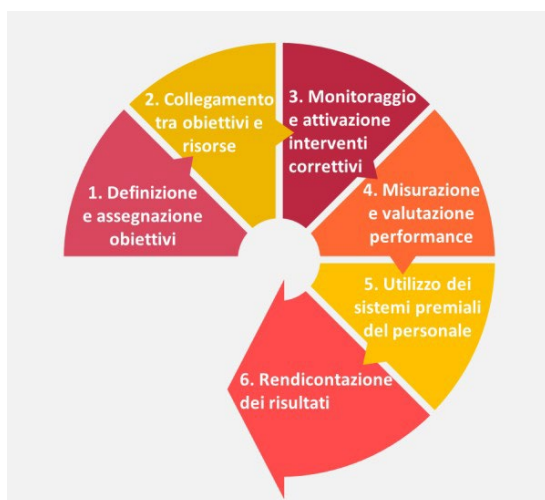 1. Definizione
e assegnazione
obiettivi
2. Collegamento
tra obiettivi e
risorse
3. Monitoraggio
e attivazione
interventi
correttivi
4. Misurazione
e valutazione
performance
5. Utilizzo dei
sistemi premiali
del personale
6. Rendicontazione
dei risultati